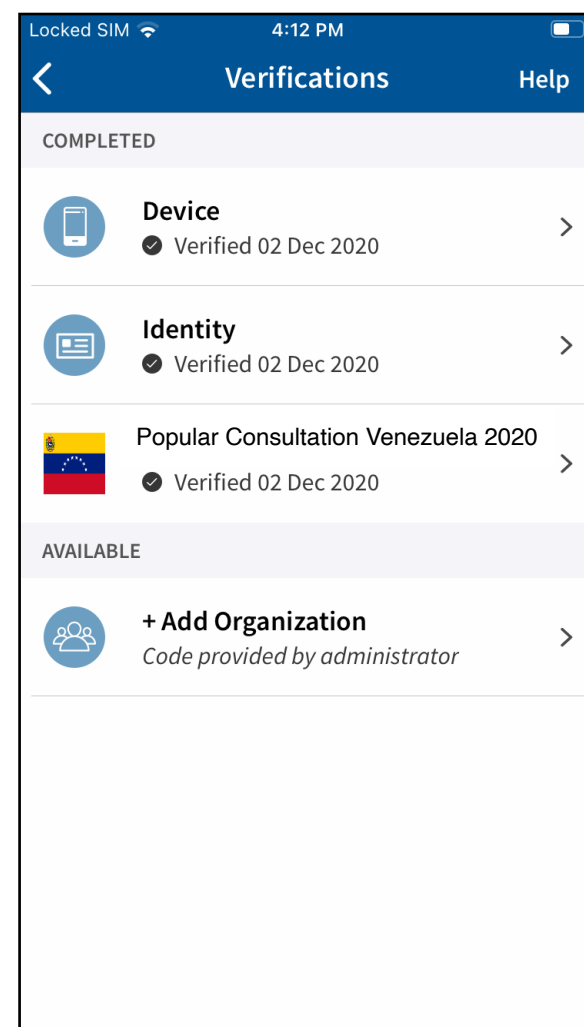 Locked SIM 4:12 PM
Verifications Help
COMPLETED
Device
Verified 02 Dec 2020
Identity
Verified 02 Dec 2020
Popular Consultation Venezuela 2020
Verified 02 Dec 2020
AVAILABLE
+ Add Organization
Code provided by administrator